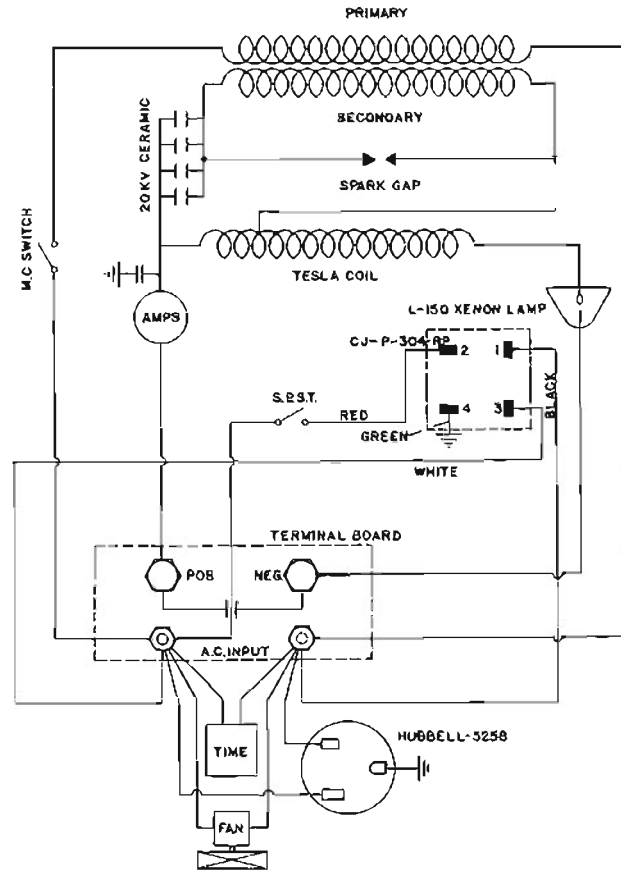 PRIMARY
SECONDARY
20KV CERAMIC
SPARK GAP
M.C SWITCH
TESLA COIL
AMPS
L-150 XENON LAMP
CJ-P-304-RP
2
1
S.P.S.T.
RED
4
3
BLACK
GREEN
WHITE
TERMINAL BOARD
POS
NEG.
A.C. INPUT
TIME
HUBBELL-5258
FAN